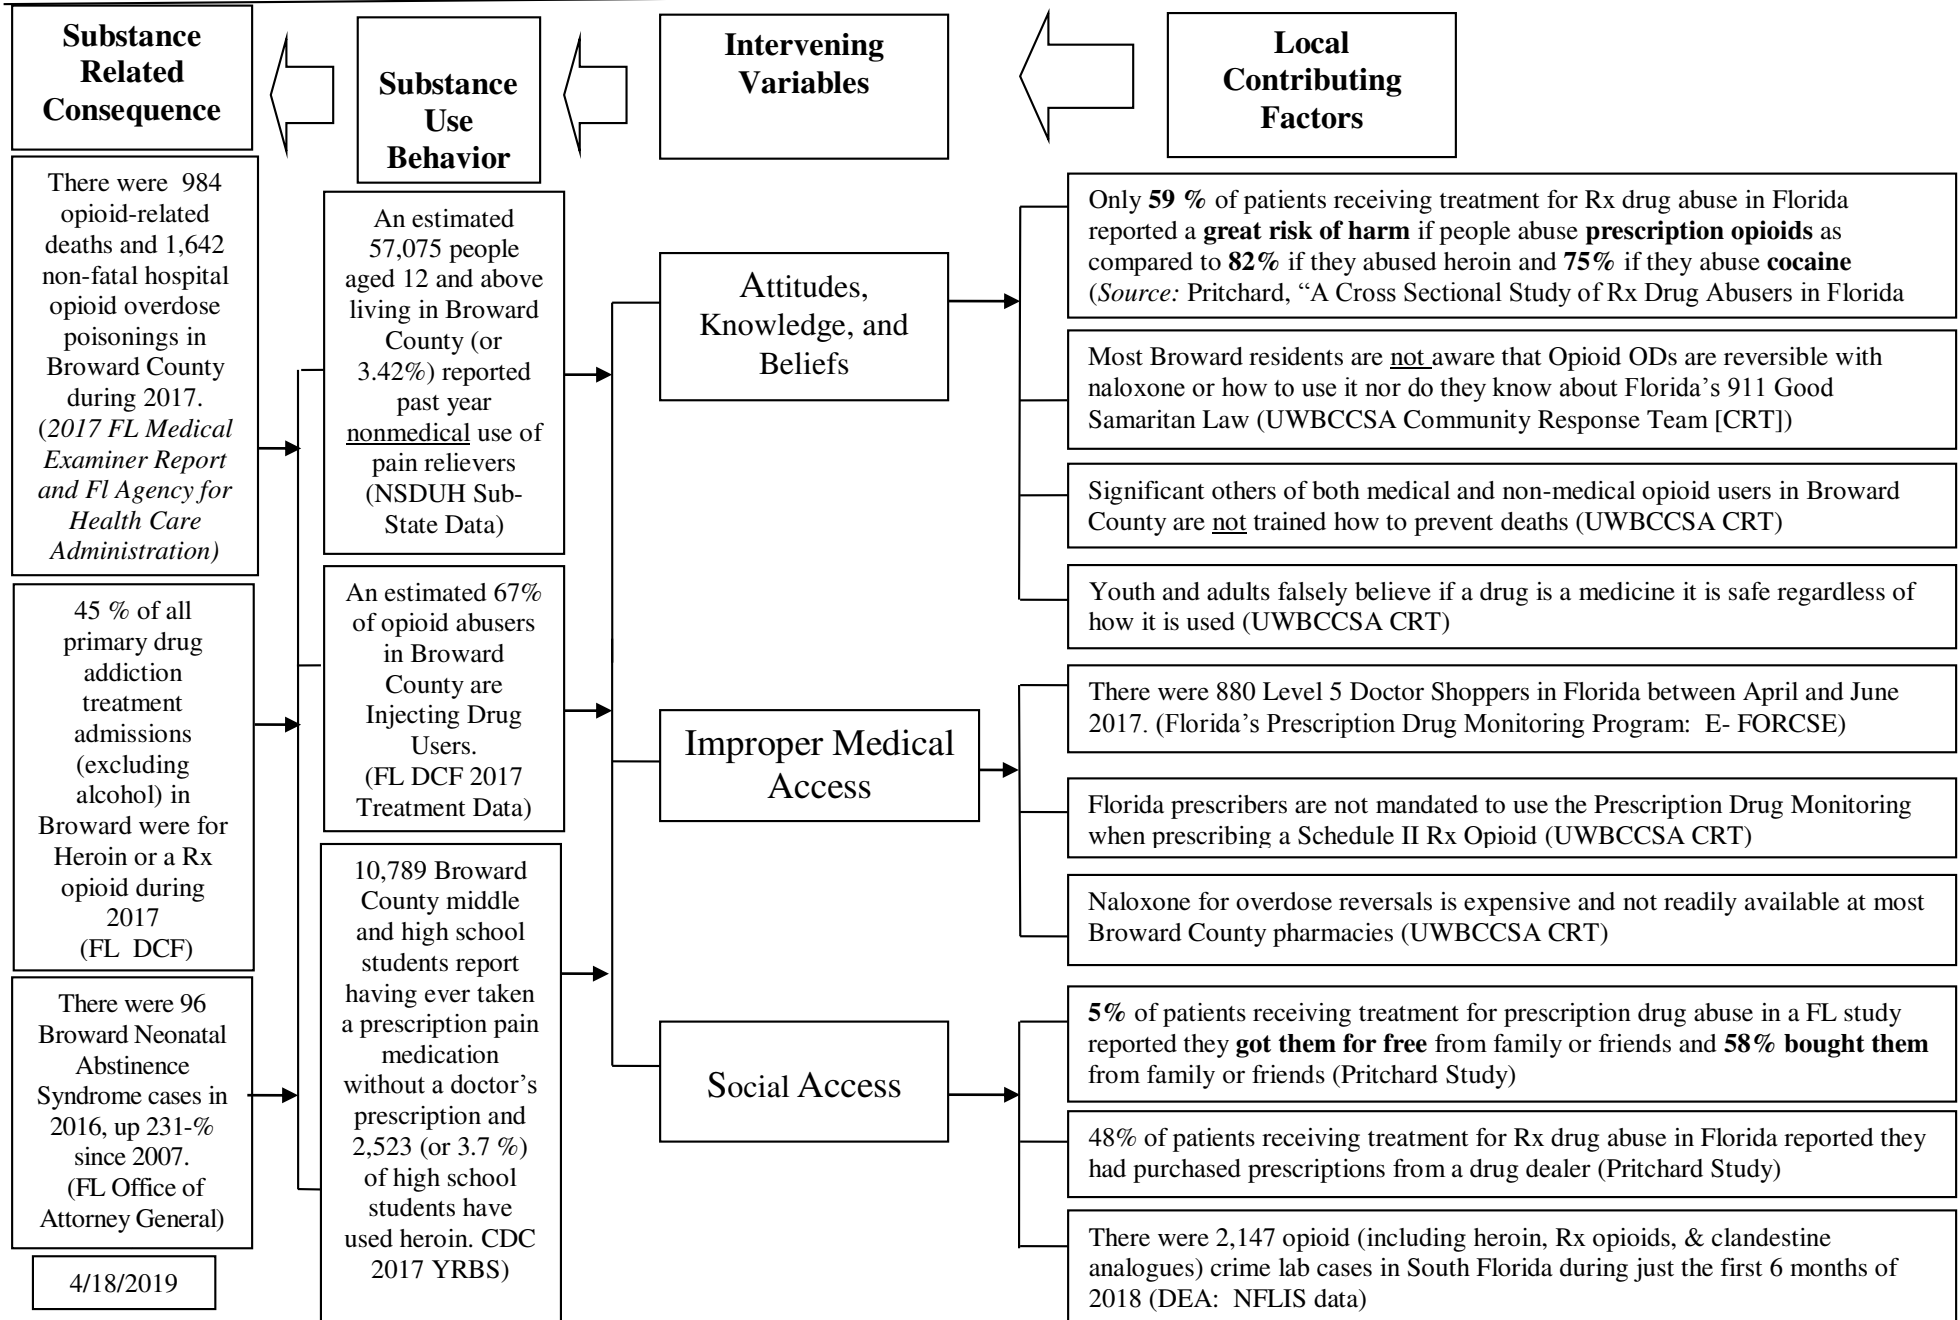 Substance
Related
Consequence
Substance
Use
Behavior
Intervening
Variables
Local
Contributing
Factors
There were 984
opioid-related
deaths and 1,642
non-fatal hospital
opioid overdose
poisonings in
Broward County
during 2017.
(2017 FL Medical
Examiner Report
and Fl Agency for
Health Care
Administration)
45 % of all
primary drug
addiction
treatment
admissions
(excluding
alcohol) in
Broward were for
Heroin or a Rx
opioid during
2017
(FL DCF)
There were 96
Broward Neonatal
Abstinence
Syndrome cases in
2016, up 231-%
since 2007.
(FL Office of
Attorney General)
4/18/2019
An estimated
57,075 people
aged 12 and above
living in Broward
County (or
3.42%) reported
past year
nonmedical use of
pain relievers
(NSDUH Sub-
State Data)
An estimated 67%
of opioid abusers
in Broward
County are
Injecting Drug
Users.
(FL DCF 2017
Treatment Data)
10,789 Broward
County middle
and high school
students report
having ever taken
a prescription pain
medication
without a doctor’s
prescription and
2,523 (or 3.7 %)
of high school
students have
used heroin. CDC
2017 YRBS)
Attitudes,
Knowledge, and
Beliefs
Improper Medical
Access
Social Access
Only 59 % of patients receiving treatment for Rx drug abuse in Florida
reported a great risk of harm if people abuse prescription opioids as
compared to 82% if they abused heroin and 75% if they abuse cocaine
(Source: Pritchard, “A Cross Sectional Study of Rx Drug Abusers in Florida
Most Broward residents are not aware that Opioid ODs are reversible with
naloxone or how to use it nor do they know about Florida’s 911 Good
Samaritan Law (UWBCCSA Community Response Team [CRT])
Significant others of both medical and non-medical opioid users in Broward
County are not trained how to prevent deaths (UWBCCSA CRT)
Youth and adults falsely believe if a drug is a medicine it is safe regardless of
how it is used (UWBCCSA CRT)
There were 880 Level 5 Doctor Shoppers in Florida between April and June
2017. (Florida’s Prescription Drug Monitoring Program: E- FORCSE)
Florida prescribers are not mandated to use the Prescription Drug Monitoring
when prescribing a Schedule II Rx Opioid (UWBCCSA CRT)
Naloxone for overdose reversals is expensive and not readily available at most
Broward County pharmacies (UWBCCSA CRT)
5% of patients receiving treatment for prescription drug abuse in a FL study
reported they got them for free from family or friends and 58% bought them
from family or friends (Pritchard Study)
48% of patients receiving treatment for Rx drug abuse in Florida reported they
had purchased prescriptions from a drug dealer (Pritchard Study)
There were 2,147 opioid (including heroin, Rx opioids, & clandestine
analogues) crime lab cases in South Florida during just the first 6 months of
2018 (DEA: NFLIS data)